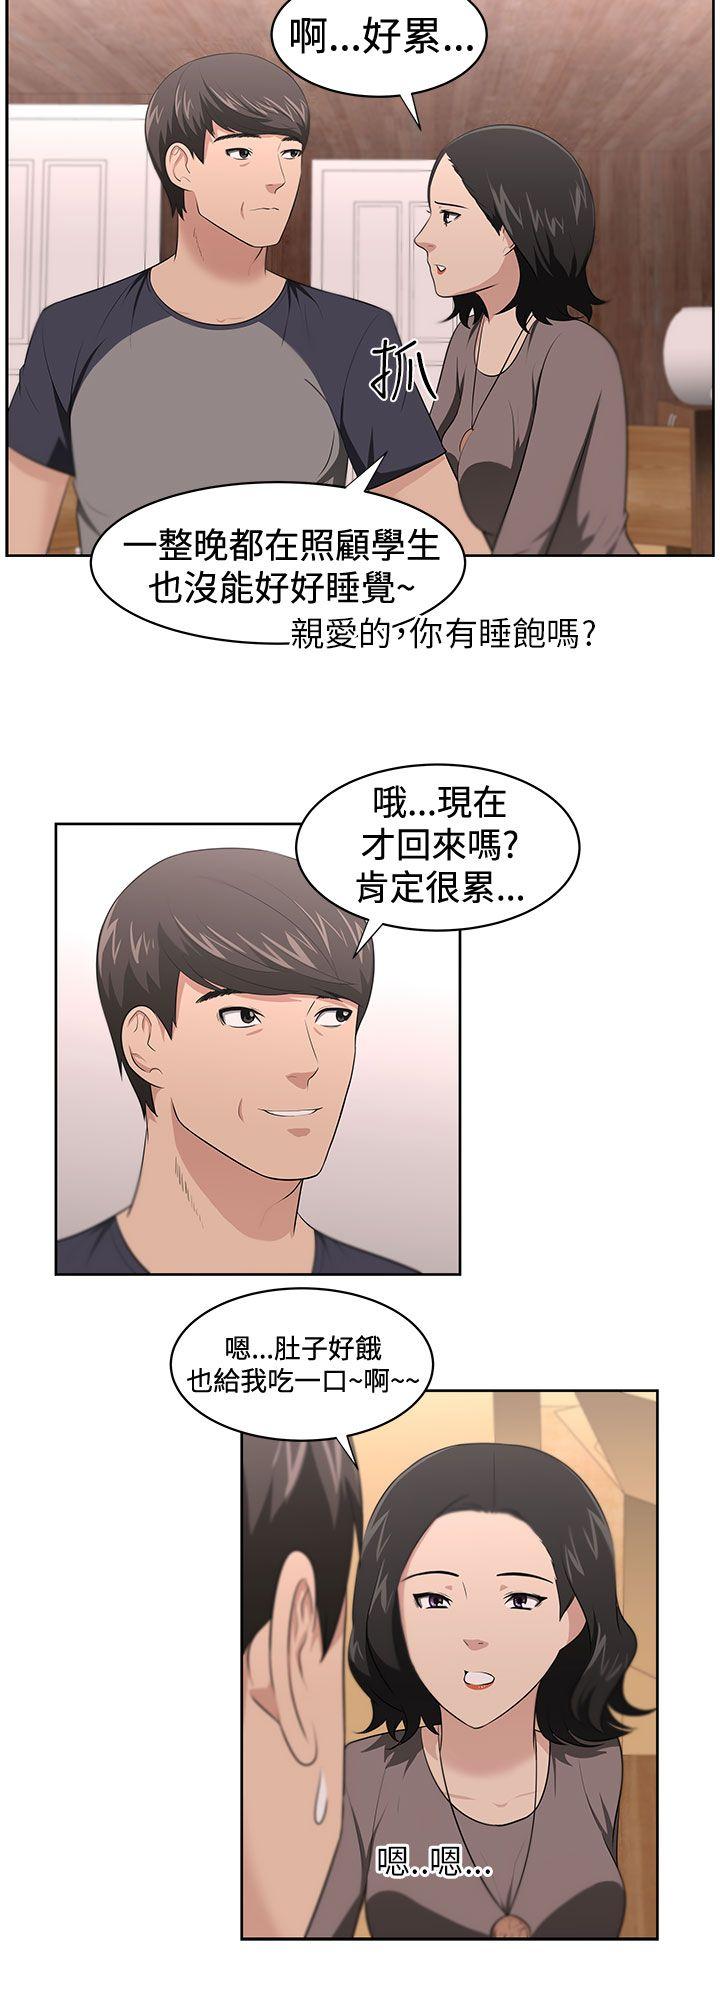 啊...好累...
抓
一整晚都在照顧學生
也沒能好好睡覺~
親愛的,你有睡飽嗎?
哦...現在
才回來嗎?
肯定很累...
嗯...肚子好餓
也給我吃一口~啊~~
嗯..嗯...